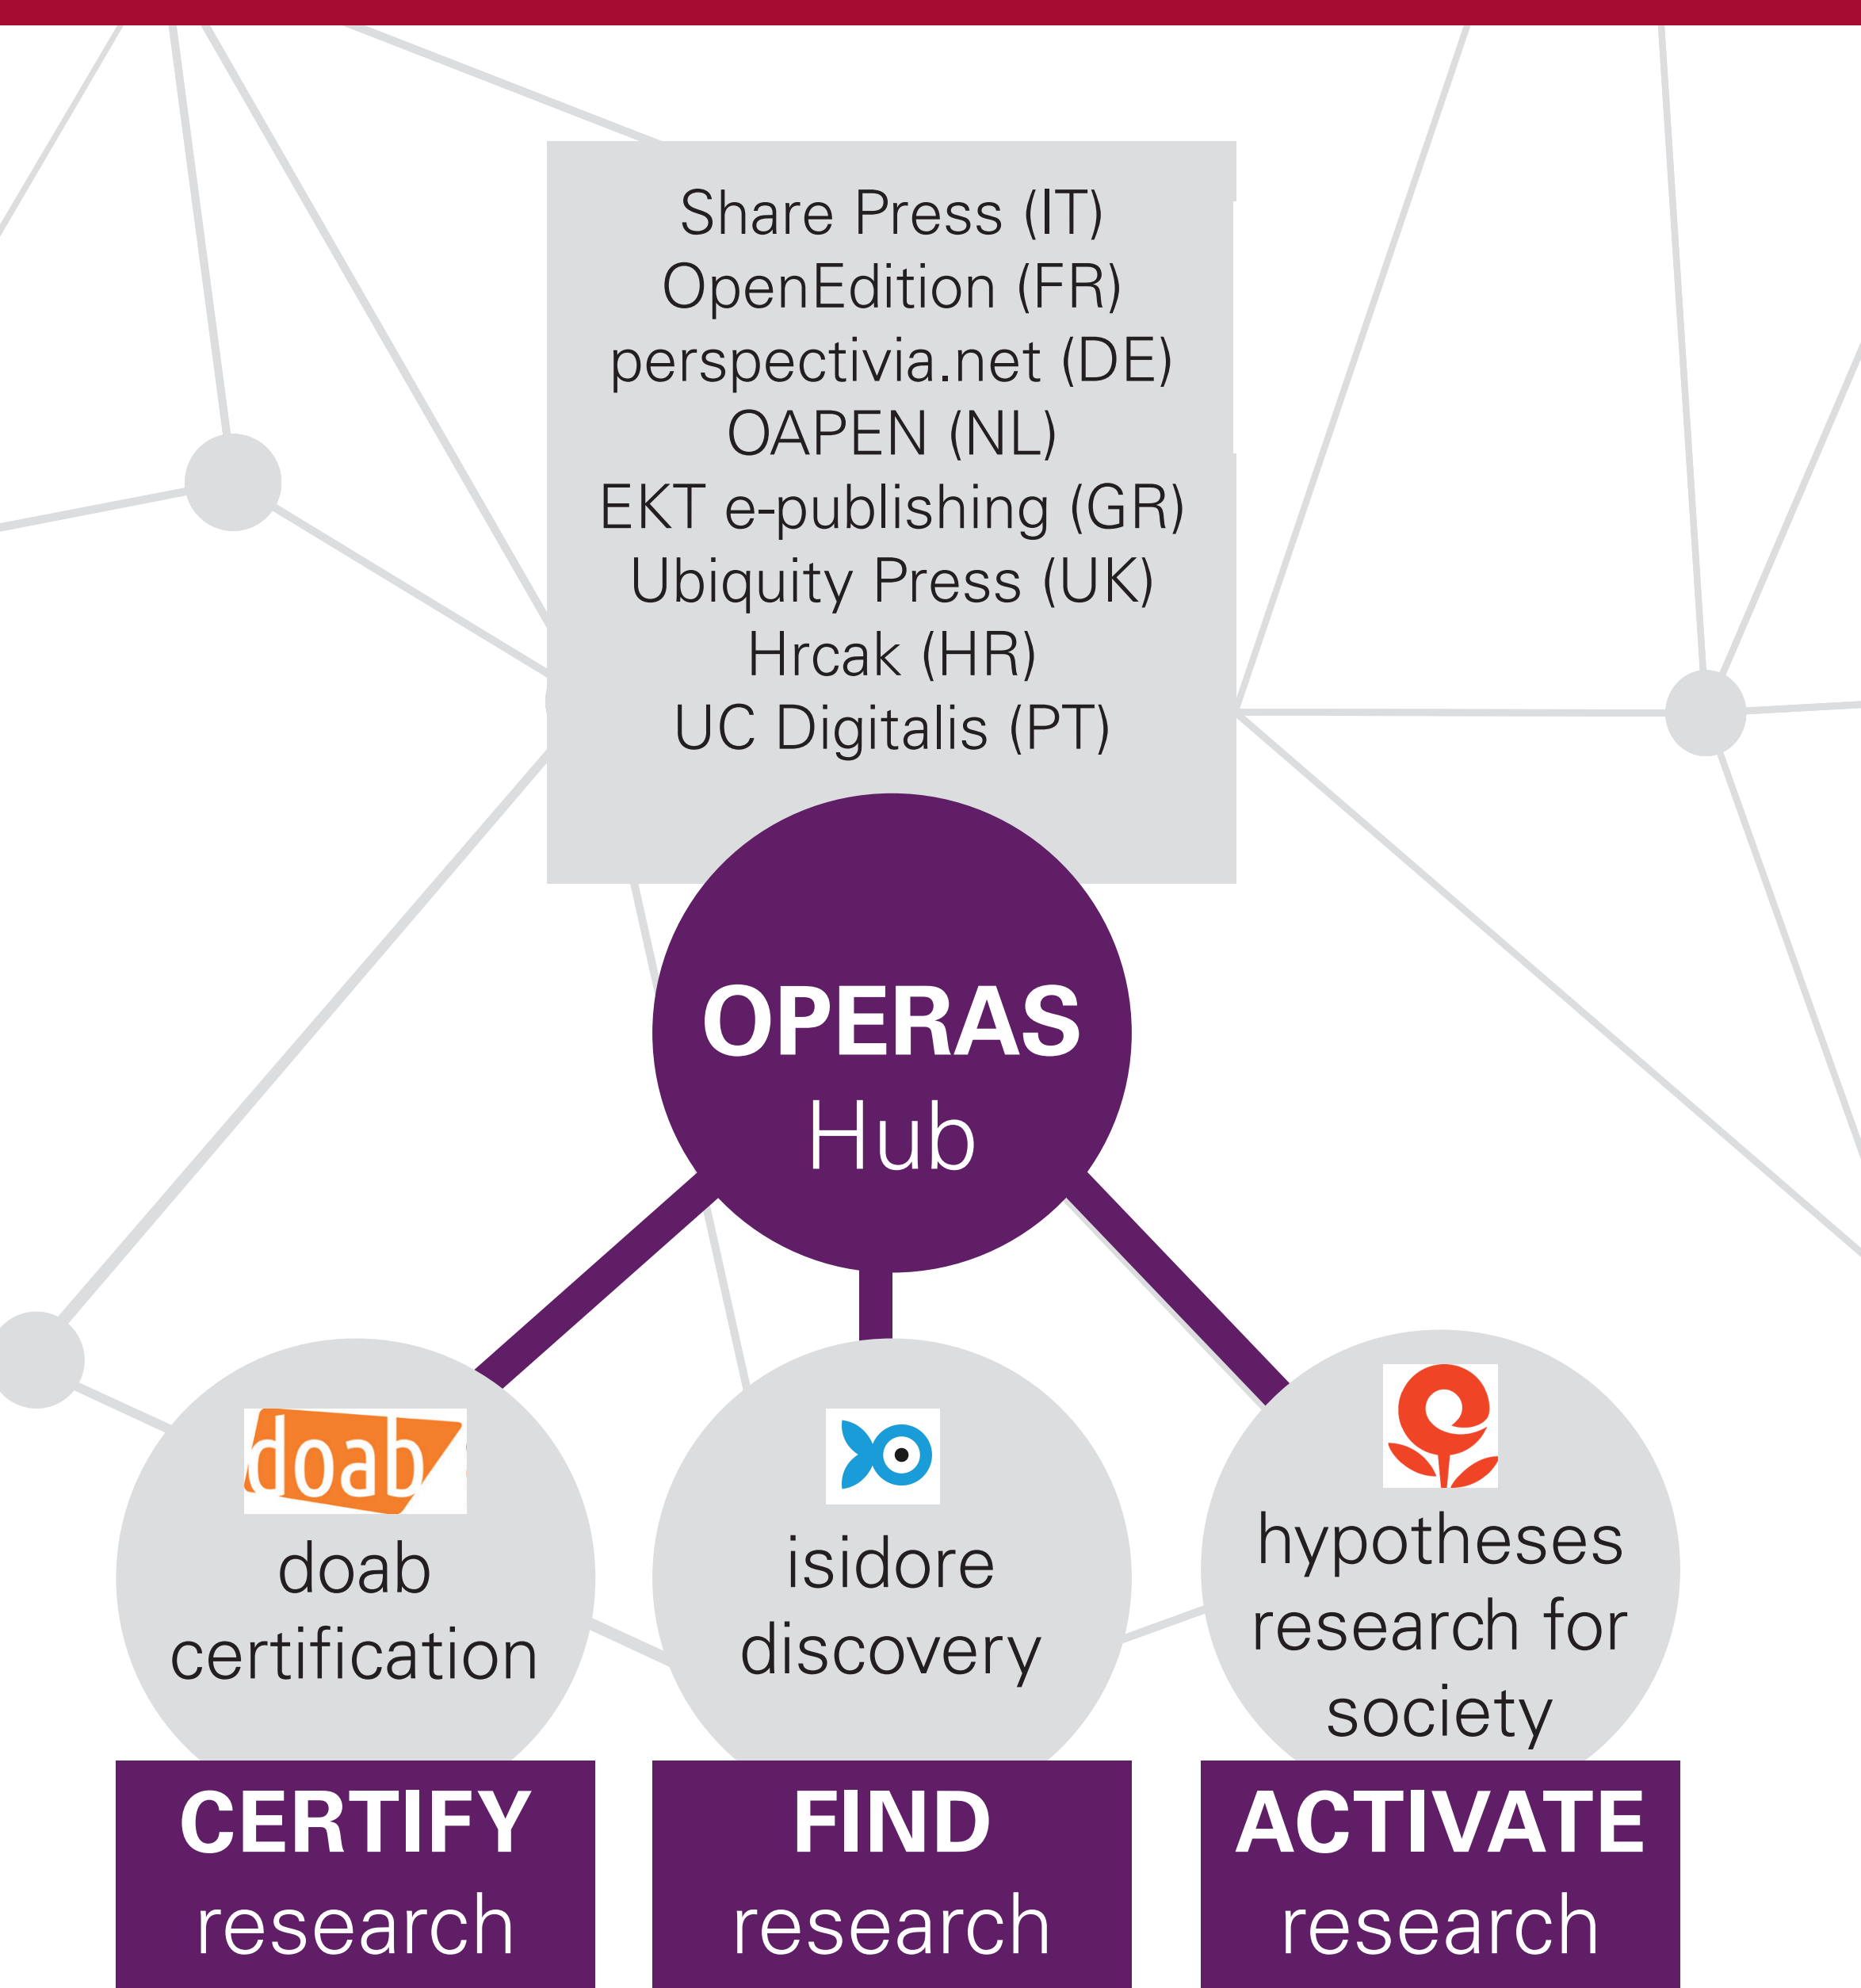 Share Press (IT)
OpenEdition (FR)
perspectivia.net (DE)
OAPEN (NL)
EKT e-publishing (GR)
Ubiquity Press (UK)
Hrcak (HR)
UC Digitalis (PT)
OPERAS
Hub
doab
doab
certification
isidore
discovery
hypotheses
research for
society
CERTIFY
research
FIND
research
ACTIVATE
research